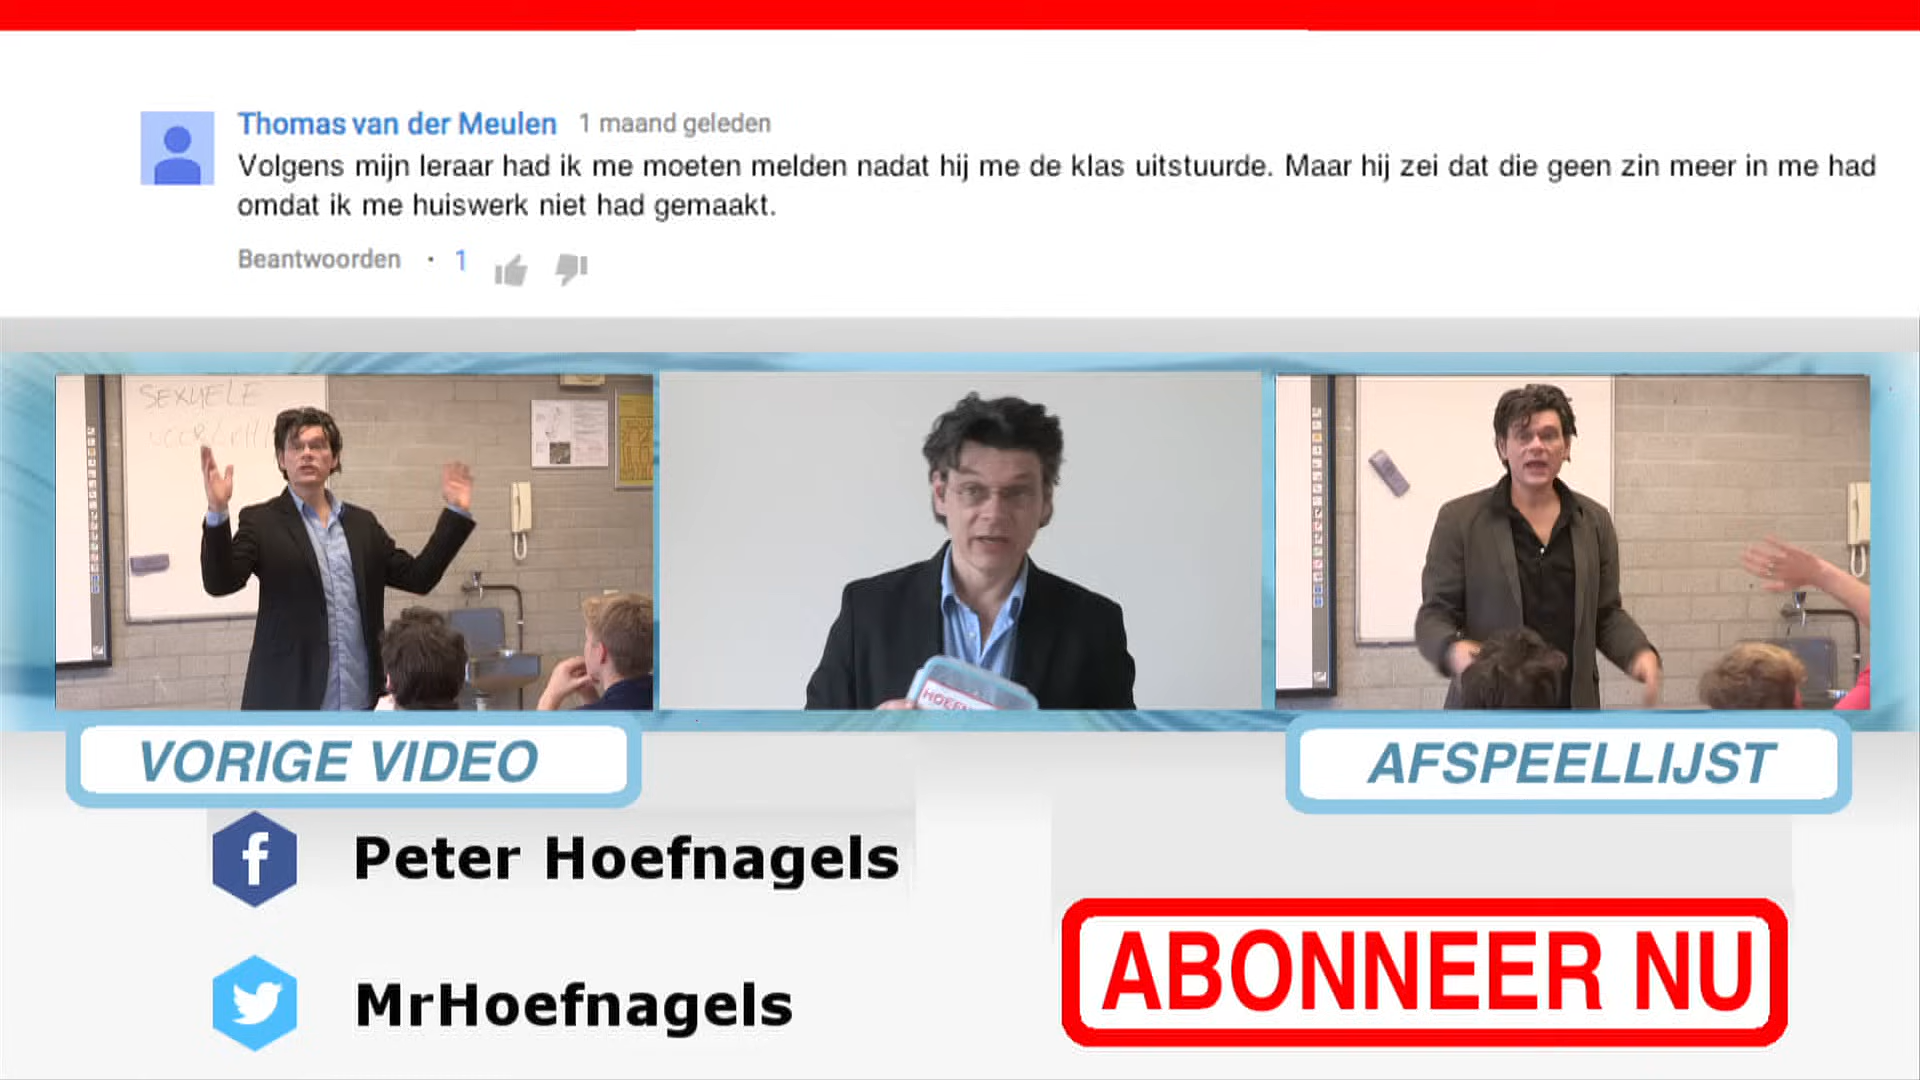 Thomas van der Meulen 1 maand geleden
Volgens mijn leraar had ik me moeten melden nadat hij me de klas uitstuurde. Maar hij zei dat die geen zin meer in me had
omdat ik me huiswerk niet had gemaakt.
Beantwoorden · 1
SEXUELE
VORIGE VIDEO
AFSPEELLIJST
f
Peter Hoefnagels
MrHoefnagels
ABONNEER NU